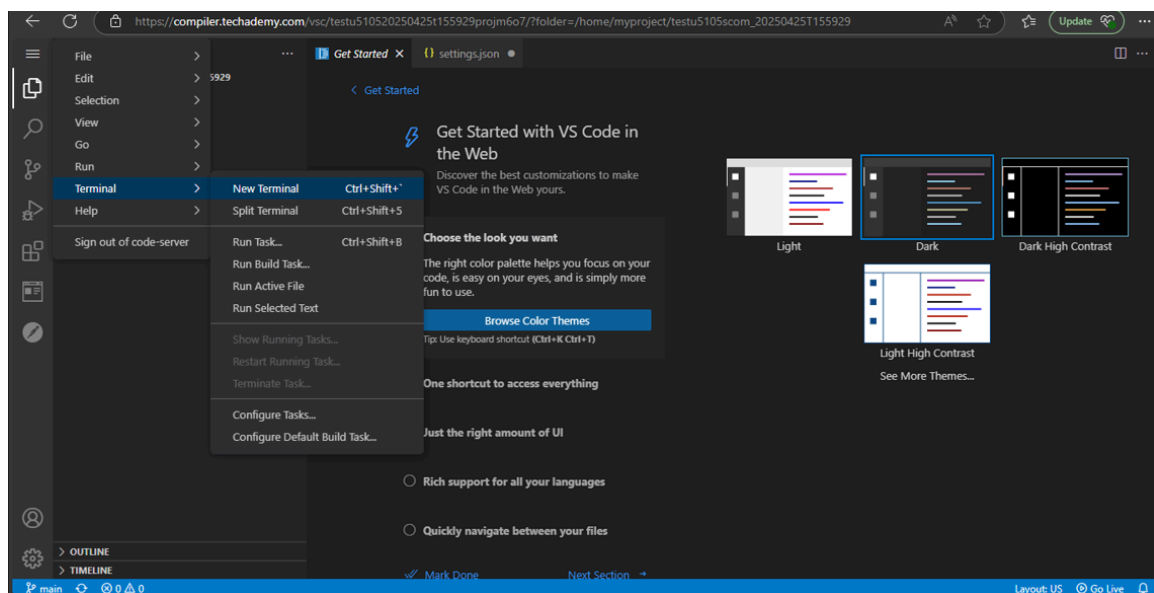 https://compiler.techademy.com/vsc/testu510520250425t155929projm6o7/?folder=/home/myproject/testu5105scom_20250425T155929
Update
File
Edit
Selection
View
Go
Run
Terminal
Help
Sign out of code-server
5929
New Terminal Ctrl+Shift+`
Split Terminal Ctrl+Shift+5
Run Task... Ctrl+Shift+B
Run Build Task...
Run Active File
Run Selected Text
Show Running Tasks...
Restart Running Task...
Terminate Task...
Configure Tasks...
Configure Default Build Task...
Get Started
{} settings.json
< Get Started
Get Started with VS Code in
the Web
Discover the best customizations to make
VS Code in the Web yours.
Choose the look you want
The right color palette helps you focus on your
code, is easy on your eyes, and is simply more
fun to use.
Browse Color Themes
Tip: Use keyboard shortcut (Ctrl+K Ctrl+T)
One shortcut to access everything
Just the right amount of UI
Rich support for all your languages
Quickly navigate between your files
Mark Done
Next Section →
Light
Dark
Dark High Contrast
Light High Contrast
See More Themes...
OUTLINE
TIMELINE
main
0
0
Layout: US
Go Live